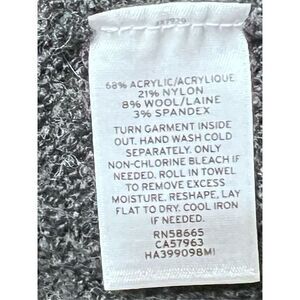 68% ACRYLIC/ACRYLIQUE
21% NYLON
8% WOOL/LAINE
3% SPANDEX
TURN GARMENT INSIDE
OUT. HAND WASH COLD
SEPARATELY. ONLY
NON-CHLORINE BLEACH IF
NEEDED. ROLL IN TOWEL
TO REMOVE EXCESS
MOISTURE. RESHAPE, LAY
FLAT TO DRY. COOL IRON
IF NEEDED.
RN58665
CA57963
HA399098MI